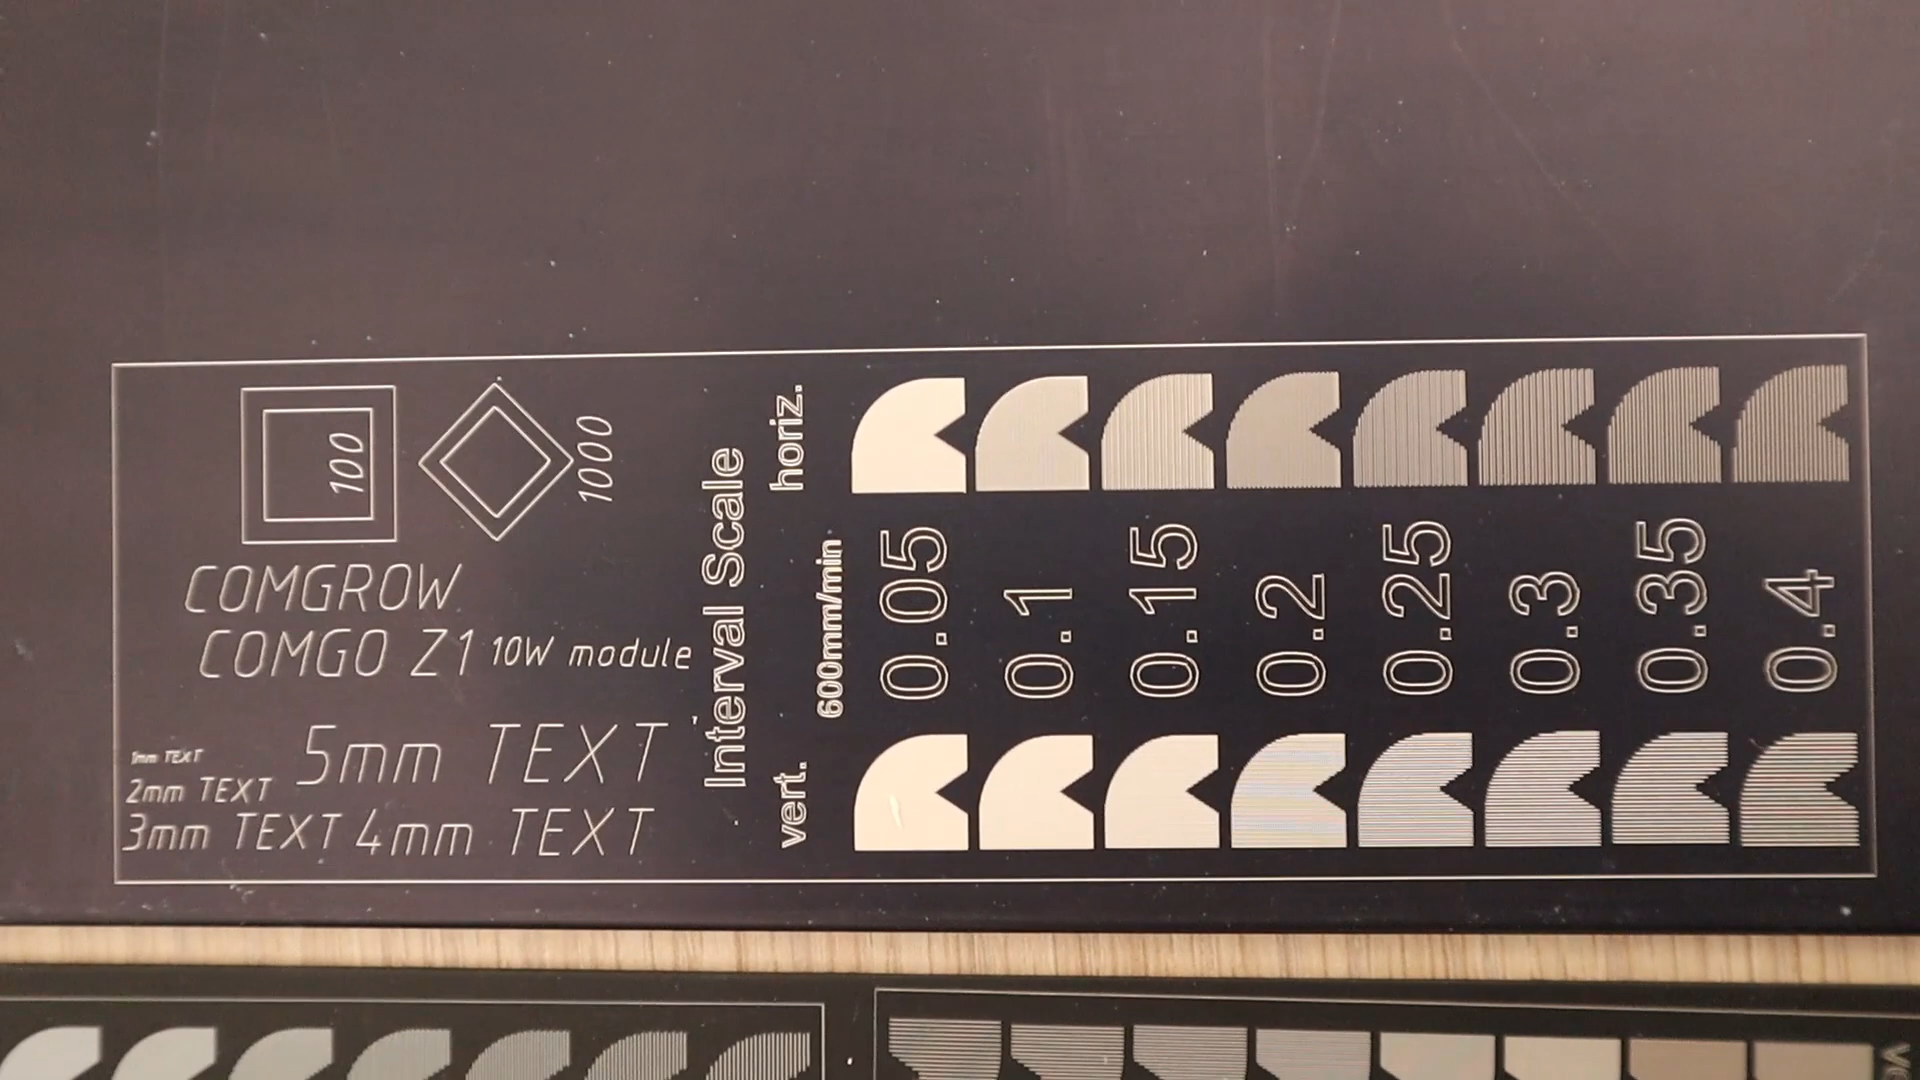 100
1000
COMGROW
COMGO Z1 10W module
1mm TEXT
5mm TEXT
2mm TEXT
3mm TEXT 4mm TEXT
Interval Scale
vert.
horiz.
600mm/min
0.05
0.1
0.15
0.2
0.25
0.3
0.35
0.4